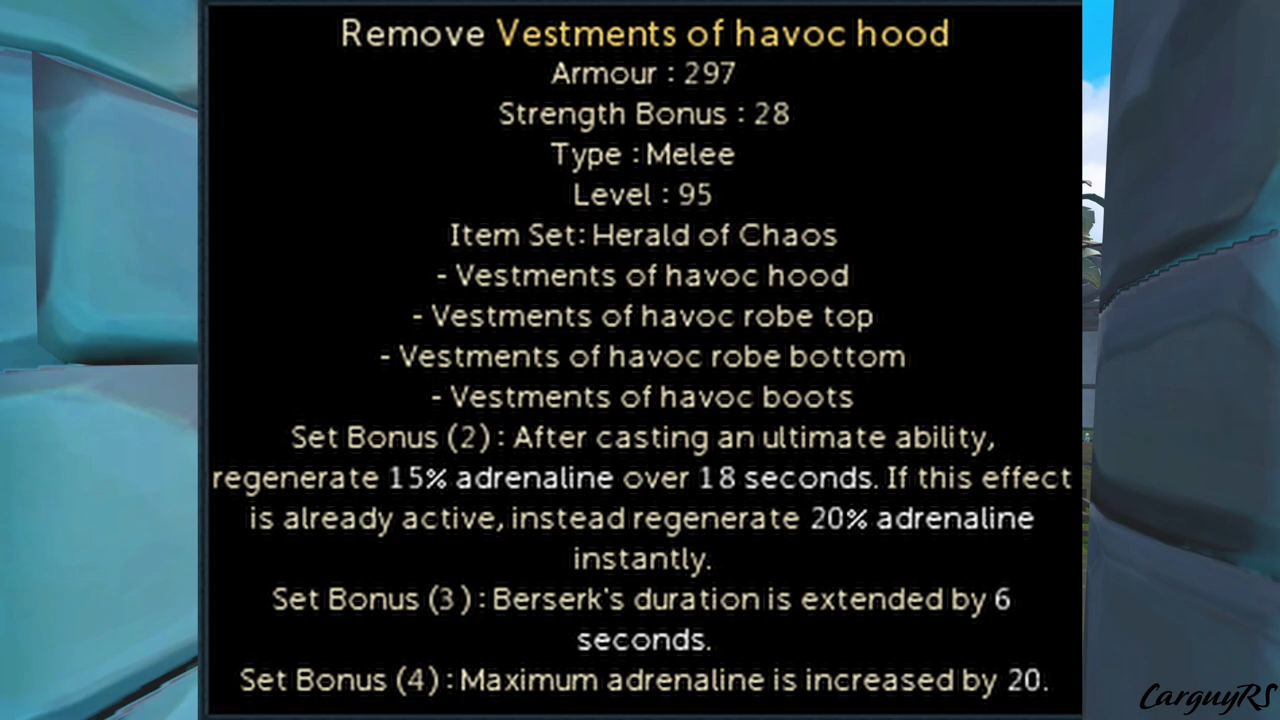 Remove Vestments of havoc hood
Armour : 297
Strength Bonus : 28
Type : Melee
Level : 95
Item Set: Herald of Chaos
- Vestments of havoc hood
- Vestments of havoc robe top
- Vestments of havoc robe bottom
- Vestments of havoc boots
Set Bonus (2) : After casting an ultimate ability,
regenerate 15% adrenaline over 18 seconds. If this effect
is already active, instead regenerate 20% adrenaline
instantly.
Set Bonus (3) : Berserk's duration is extended by 6
seconds.
Set Bonus (4) : Maximum adrenaline is increased by 20.
CarguyRS